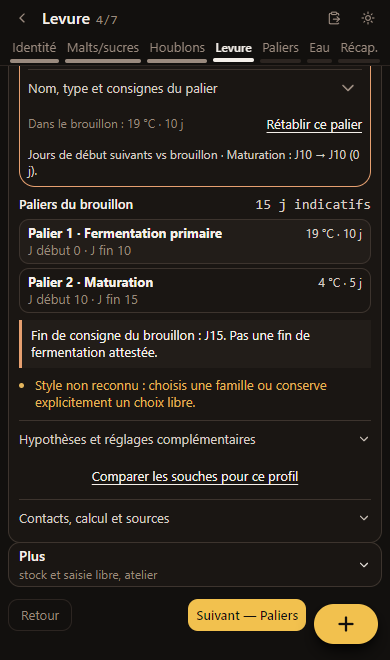 Levure 4/7
Identité Malts/sucres Houblons Levure Paliers Eau Récap.
Nom, type et consignes du palier
Dans le brouillon : 19 °C · 10 j
Rétablir ce palier
Jours de début suivants vs brouillon · Maturation : J10 → J10 (0
j).
Paliers du brouillon
15 j indicatifs
Palier 1 · Fermentation primaire
19 °C · 10 j
J début 0 · J fin 10
Palier 2 · Maturation
4 °C · 5 j
J début 10 · J fin 15
Fin de consigne du brouillon : J15. Pas une fin de
fermentation attestée.
Style non reconnu : choisis une famille ou conserve
explicitement un choix libre.
Hypothèses et réglages complémentaires
Comparer les souches pour ce profil
Contacts, calcul et sources
Plus
stock et saisie libre, atelier
Retour
Suivant — Paliers
+